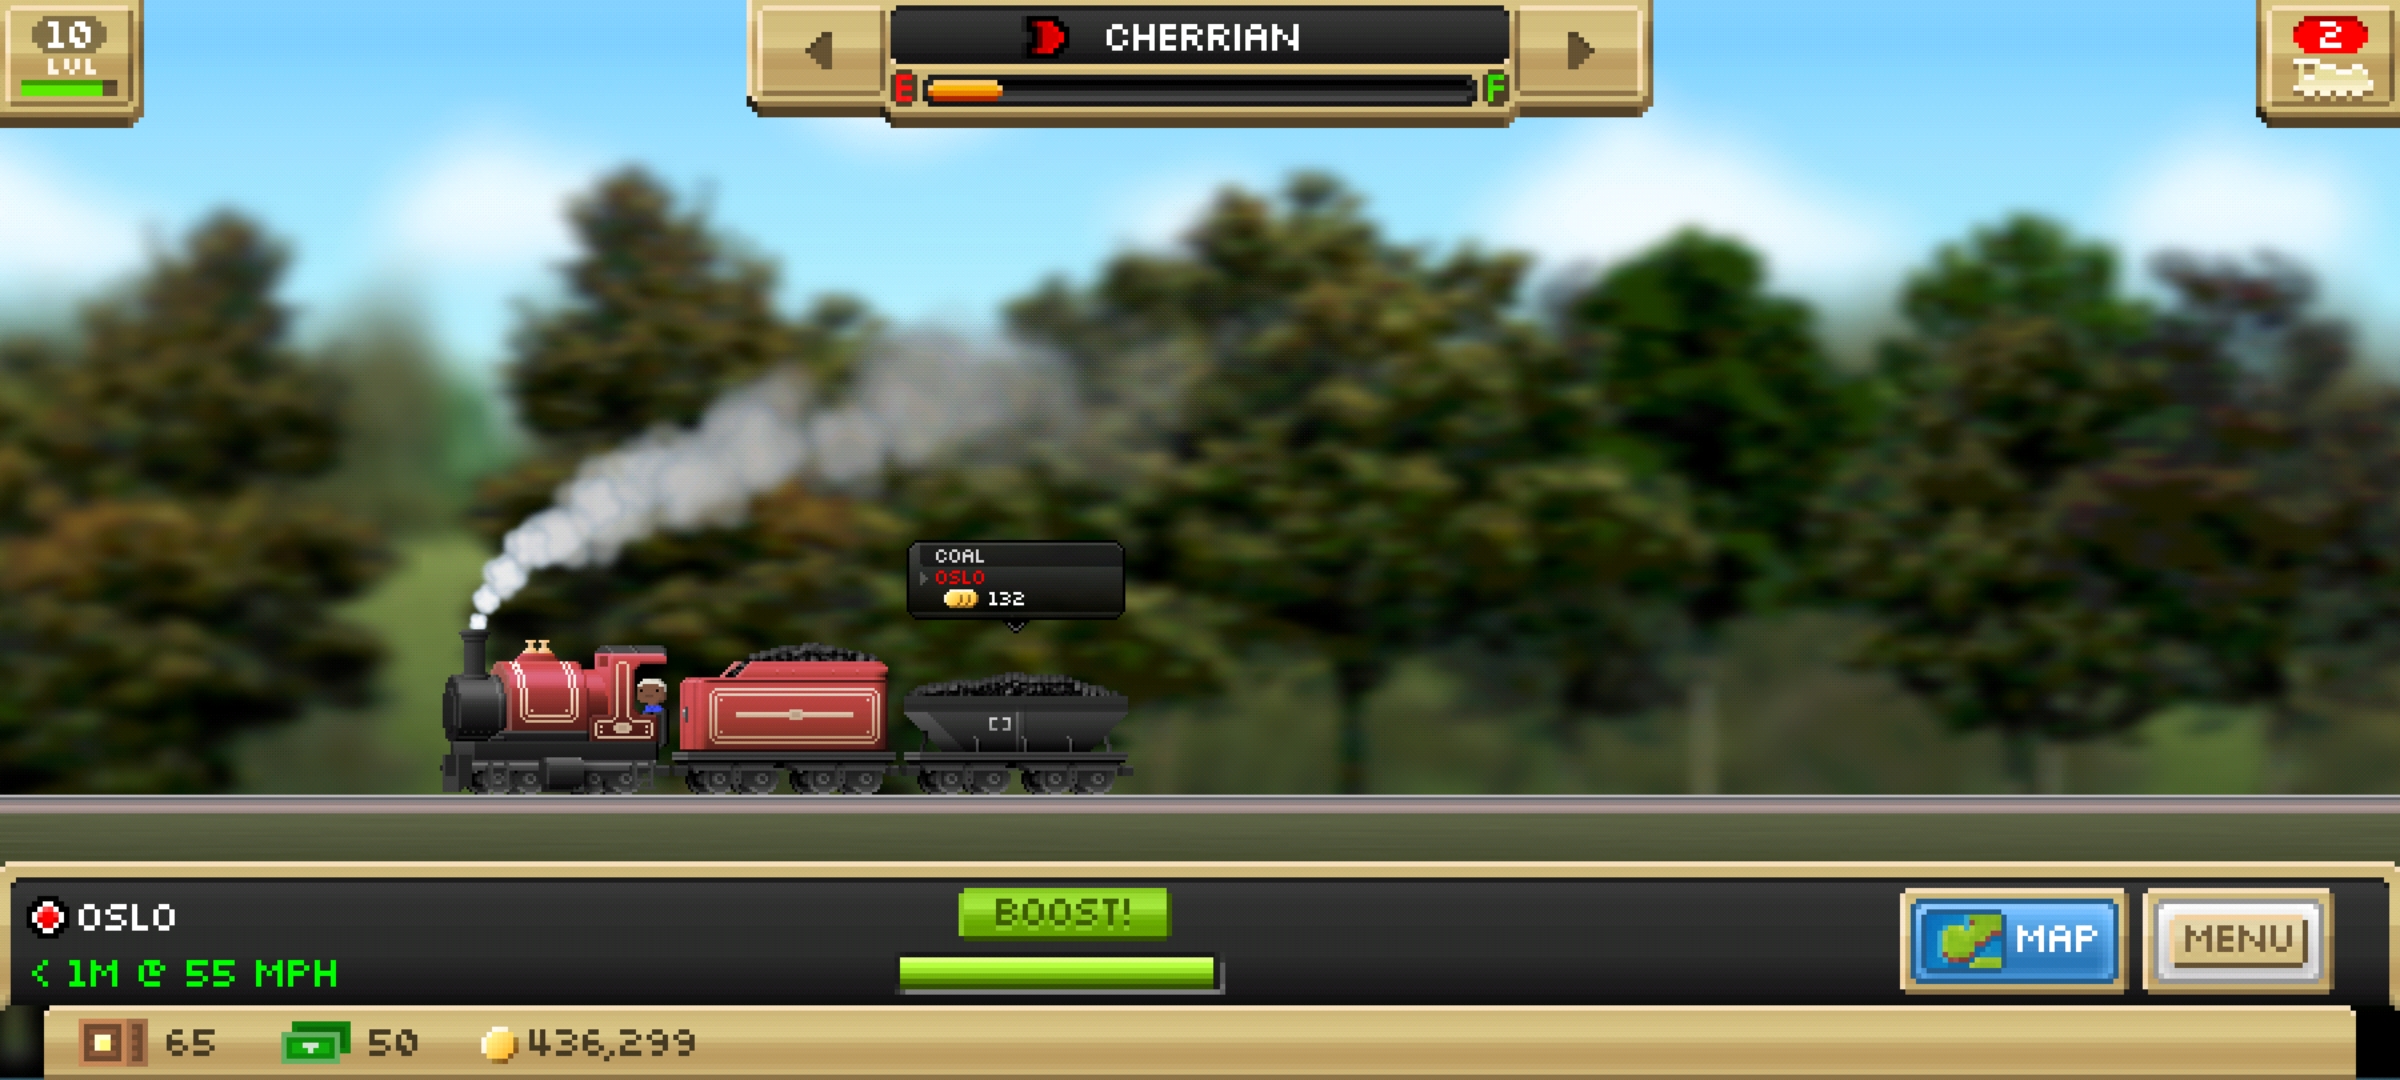 10
LVL
CHERRIAN
E F
2
COAL
OSLO
132
OSLO
BOOST!
< 1M @ 55 MPH
MAP
MENU
65
50
436,299